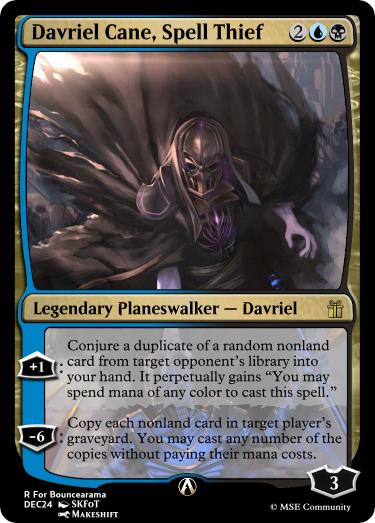 Davriel Cane, Spell Thief 2
Legendary Planeswalker — Davriel
+1: Conjure a duplicate of a random nonland
card from target opponent's library into
your hand. It perpetually gains “You may
spend mana of any color to cast this spell.”
-6: Copy each nonland card in target player's
graveyard. You may cast any number of the
copies without paying their mana costs.
3
R For Bouncearama
DEC24 SKFoT
MAKESHIFT
© MSE Community